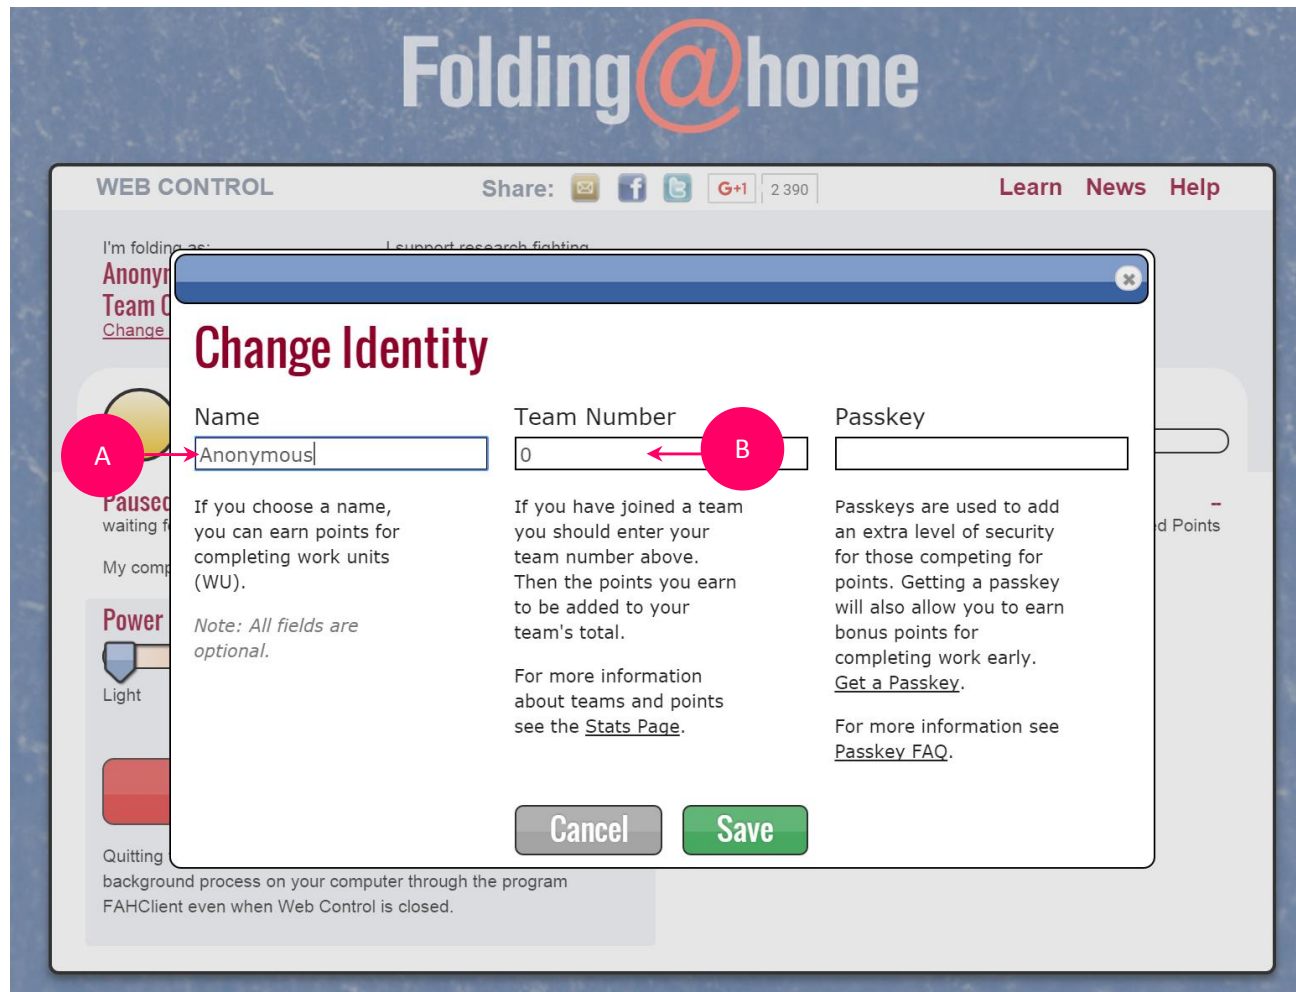 Folding@home
WEB CONTROL
Share:
G+1
2 390
Learn News Help
I'm folding as:
I support research fighting
Team
Change
Change Identity
Name
Team Number
Passkey
A
Anonymous
0
B
If you choose a name,
you can earn points for
completing work units
(WU).
Note: All fields are
optional.
If you have joined a team
you should enter your
team number above.
Then the points you earn
to be added to your
team's total.
For more information
about teams and points
see the Stats Page.
Passkeys are used to add
an extra level of security
for those competing for
points. Getting a passkey
will also allow you to earn
bonus points for
completing work early.
Get a Passkey.
For more information see
Passkey FAQ.
Cancel
Save
Paused
waiting
Points
My
Power
Light
Quitting
background process on your computer through the program
FAHClient even when Web Control is closed.